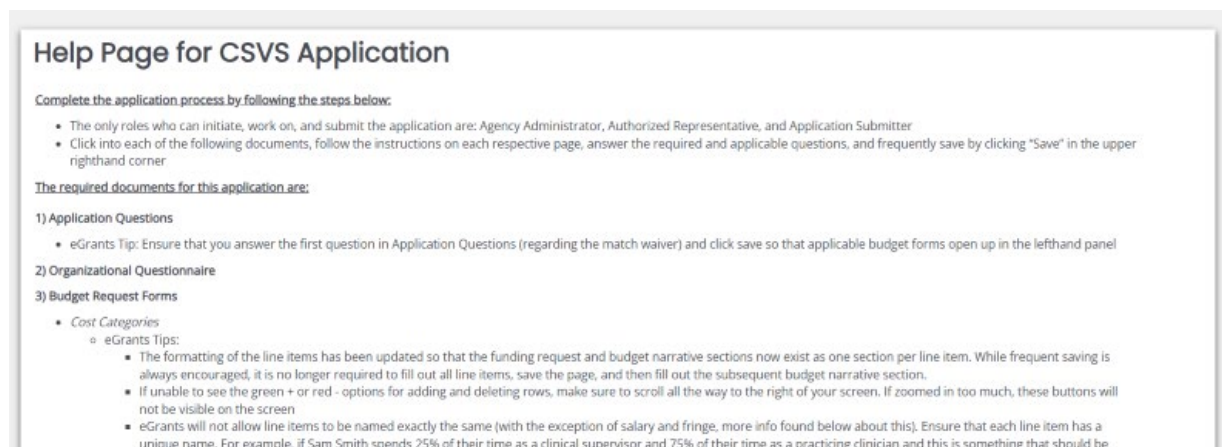 Help Page for CSVS Application
Complete the application process by following the steps below:
• The only roles who can initiate, work on, and submit the application are: Agency Administrator, Authorized Representative, and Application Submitter
• Click into each of the following documents, follow the instructions on each respective page, answer the required and applicable questions, and frequently save by clicking "Save" in the upper
righthand corner
The required documents for this application are:
1) Application Questions
• eGrants Tip: Ensure that you answer the first question in Application Questions (regarding the match waiver) and click save so that applicable budget forms open up in the lefthand panel
2) Organizational Questionnaire
3) Budget Request Forms
• Cost Categories
◦ eGrants Tips:
▪ The formatting of the line items has been updated so that the funding request and budget narrative sections now exist as one section per line item. While frequent saving is
always encouraged, it is no longer required to fill out all line items, save the page, and then fill out the subsequent budget narrative section.
▪ If unable to see the green + or red - options for adding and deleting rows, make sure to scroll all the way to the right of your screen. If zoomed in too much, these buttons will
not be visible on the screen
▪ eGrants will not allow line items to be named exactly the same (with the exception of salary and fringe, more info found below about this). Ensure that each line item has a
unique name. For example, if Sam Smith spends 25% of their time as a clinical supervisor and 75% of their time as a practicing clinician and this is something that should be